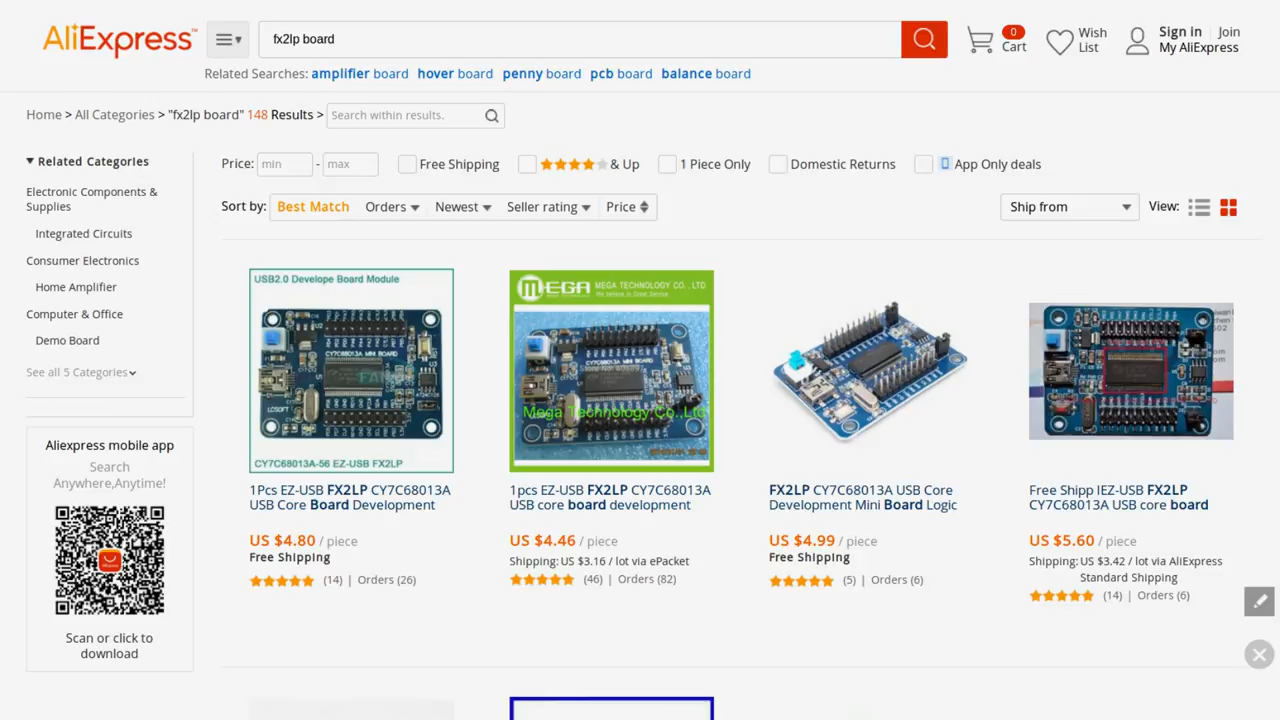 AliExpress™
fx2lp board
0
Cart
Wish
List
Sign in | Join
My AliExpress
Related Searches: amplifier board hover board penny board pcb board balance board
Home > All Categories > "fx2lp board" 148 Results >
Search within results.
Related Categories
Electronic Components &
Supplies
Integrated Circuits
Consumer Electronics
Home Amplifier
Computer & Office
Demo Board
See all 5 Categories
Aliexpress mobile app
Search
Anywhere,Anytime!
Scan or click to
download
Price: min - max
Free Shipping
& Up
1 Piece Only
Domestic Returns
App Only deals
Sort by: Best Match Orders Newest Seller rating Price
Ship from
View:
USB2.0 Develope Board Module
CY7C68013A MINI BOARD
LCSOFT
CY7C68013A-56 EZ-USB FX2LP
1Pcs EZ-USB FX2LP CY7C68013A
USB Core Board Development
US $4.80 / piece
Free Shipping
(14) | Orders (26)
MEGA MEGA TECHNOLOGY CO., LTD
CY7C68013A MINI BOARD
Mega Technology Co.,Ltd
1pcs EZ-USB FX2LP CY7C68013A
USB core board development
US $4.46 / piece
Shipping: US $3.16 / lot via ePacket
(46) | Orders (82)
FX2LP CY7C68013A USB Core
Development Mini Board Logic
US $4.99 / piece
Free Shipping
(5) | Orders (6)
Free Shipp IEZ-USB FX2LP
CY7C68013A USB core board
US $5.60 / piece
Shipping: US $3.42 / lot via AliExpress
Standard Shipping
(14) | Orders (6)